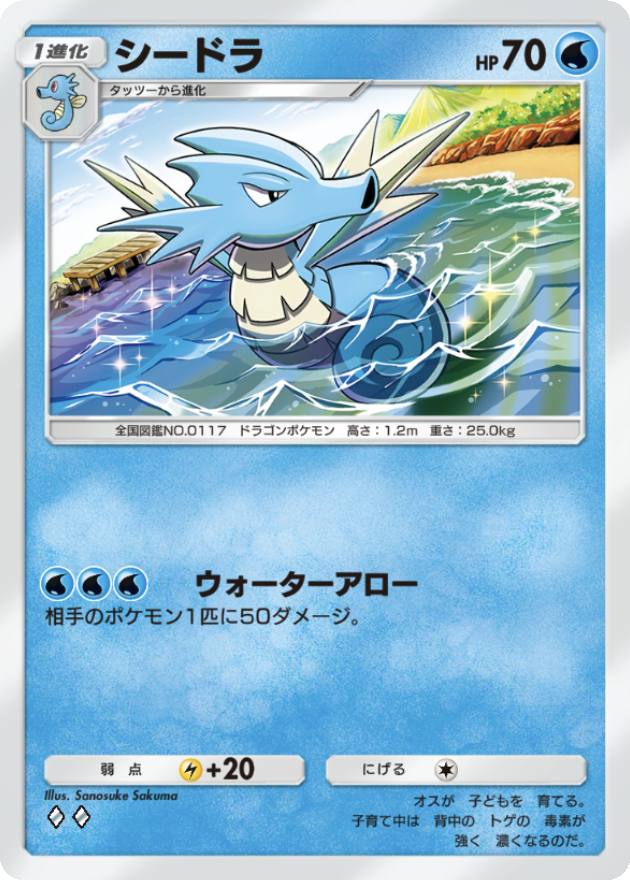 1進化
シードラ
HP70
タッツーから進化
全国図鑑NO.0117 ドラゴンポケモン 高さ:1.2m 重さ:25.0kg
ウォーターアロー
相手のポケモン1匹に50ダメージ。
弱点 +20
にげる
Illus. Sanosuke Sakuma
オスが 子どもを 育てる。
子育て中は 背中の トゲの 毒素が
強く 濃くなるのだ。